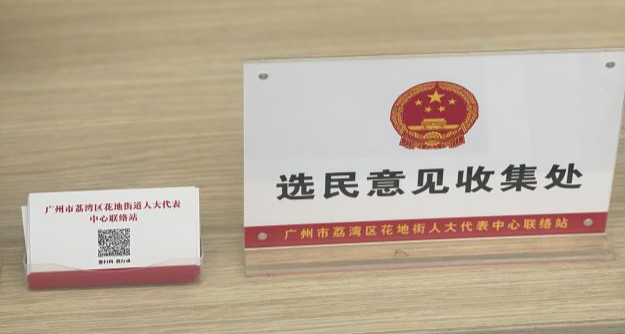 广州市荔湾区花地街道人大代表
中心联络站
选民意见收集处
广州市荔湾区花地街人大代表中心联络站